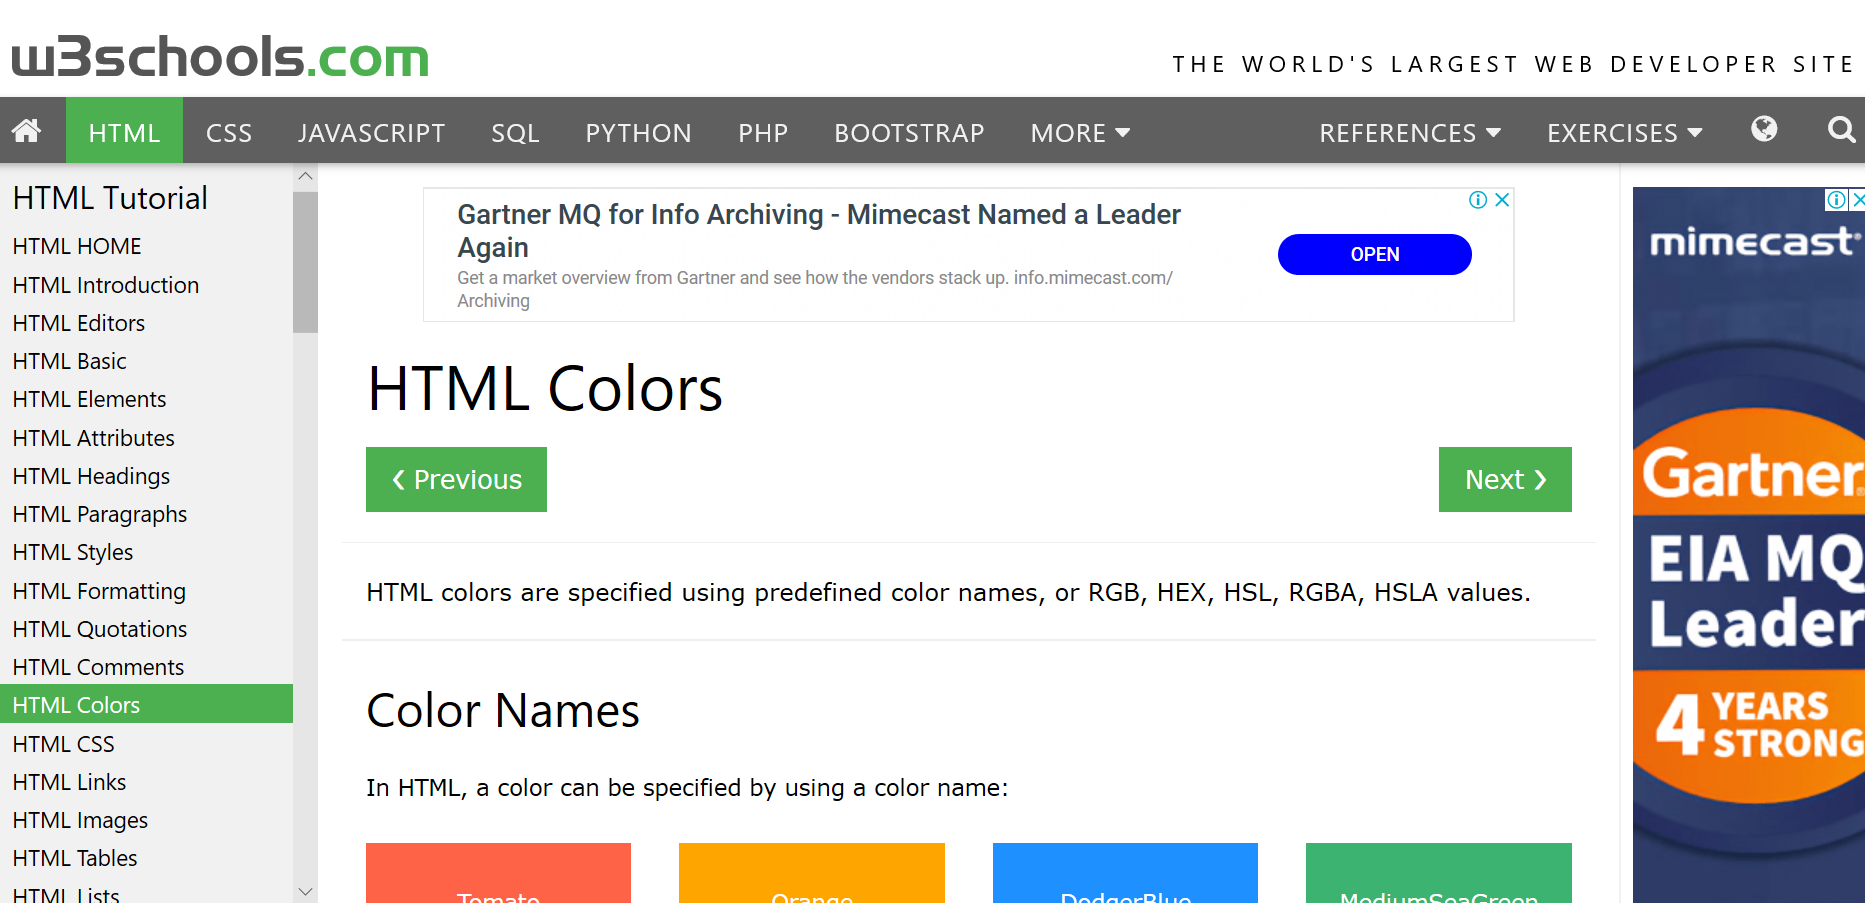 w3schools.com
THE WORLD'S LARGEST WEB DEVELOPER SITE
HTML CSS JAVASCRIPT SQL PYTHON PHP BOOTSTRAP MORE REFERENCES EXERCISES
HTML Tutorial
HTML HOME
HTML Introduction
HTML Editors
HTML Basic
HTML Elements
HTML Attributes
HTML Headings
HTML Paragraphs
HTML Styles
HTML Formatting
HTML Quotations
HTML Comments
HTML Colors
HTML CSS
HTML Links
HTML Images
HTML Tables
HTML Lists
Gartner MQ for Info Archiving - Mimecast Named a Leader
Again
Get a market overview from Gartner and see how the vendors stack up. info.mimecast.com/
Archiving
OPEN
HTML Colors
❮ Previous
Next ❯
HTML colors are specified using predefined color names, or RGB, HEX, HSL, RGBA, HSLA values.
Color Names
In HTML, a color can be specified by using a color name:
Tomato
Orange
DodgerBlue
MediumSeaGreen
mimecast®
Gartner®
EIA MQ
Leader
4 YEARS
STRONG